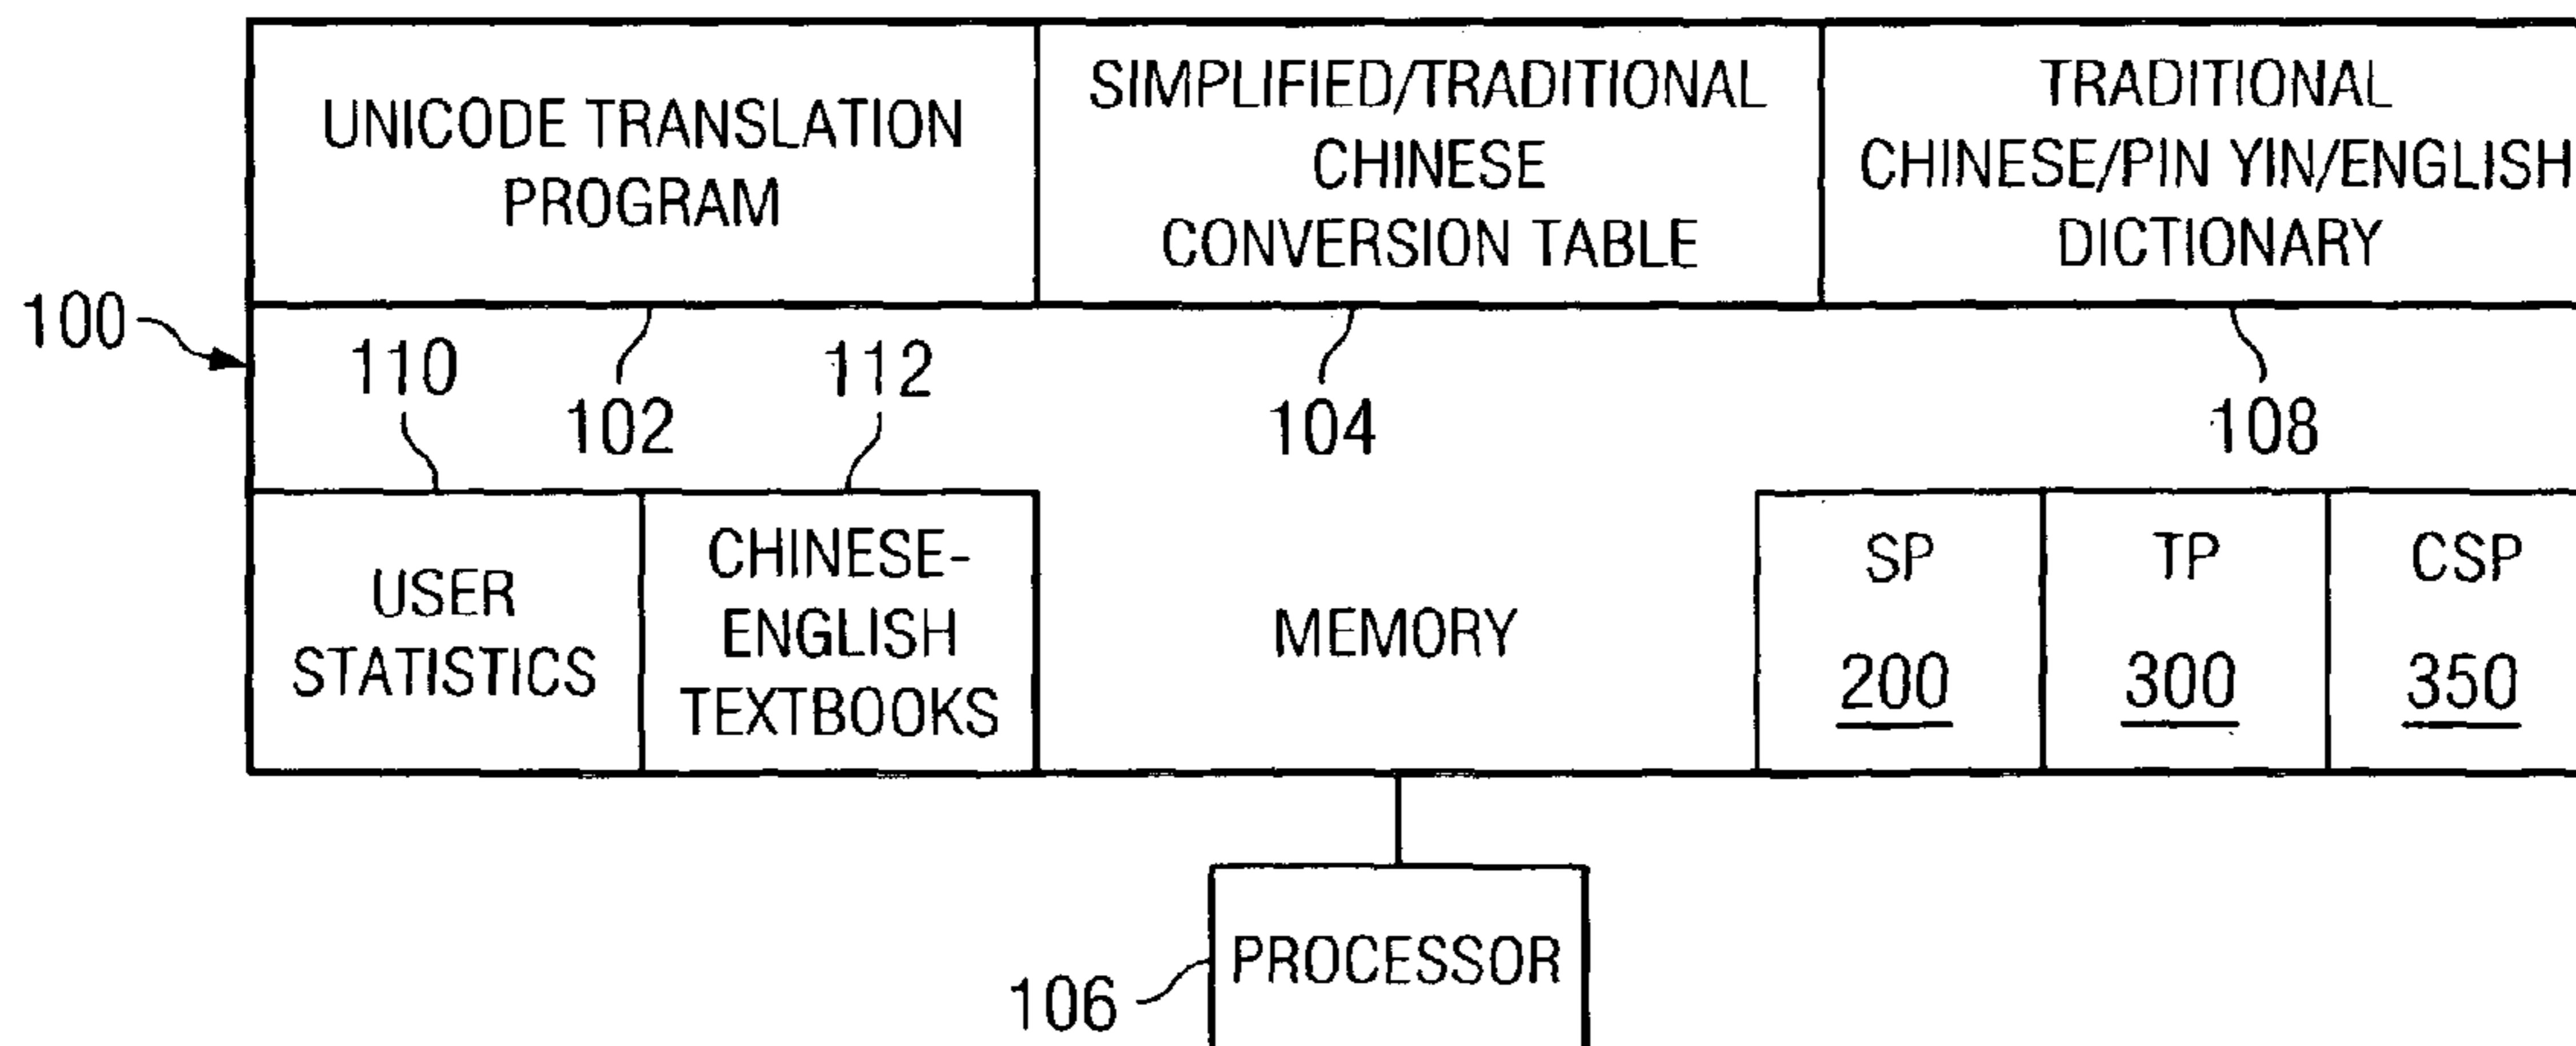 UNICODE TRANSLATION
PROGRAM
SIMPLIFIED/TRADITIONAL
CHINESE
CONVERSION TABLE
TRADITIONAL
CHINESE/PIN YIN/ENGLISH
DICTIONARY
100
110
102
112
104
108
USER
STATISTICS
CHINESE-
ENGLISH
TEXTBOOKS
MEMORY
SP
200
TP
300
CSP
350
PROCESSOR
106